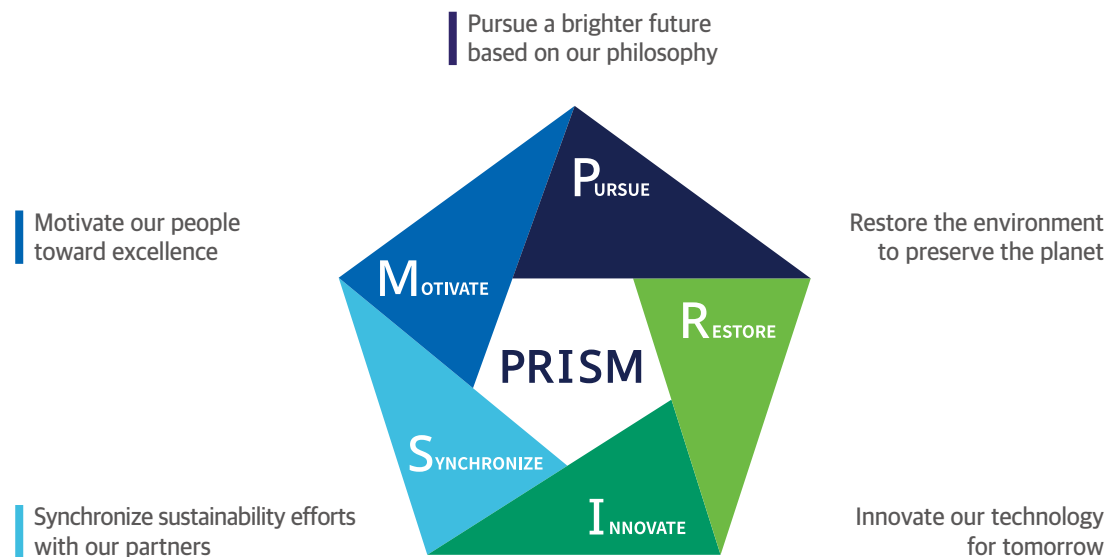 Pursue a brighter future
based on our philosophy
PURSUE
Motivate our people
toward excellence
Restore the environment
to preserve the planet
MOTIVATE
RESTORE
PRISM
SYNCHRONIZE
INNOVATE
Synchronize sustainability efforts
with our partners
Innovate our technology
for tomorrow